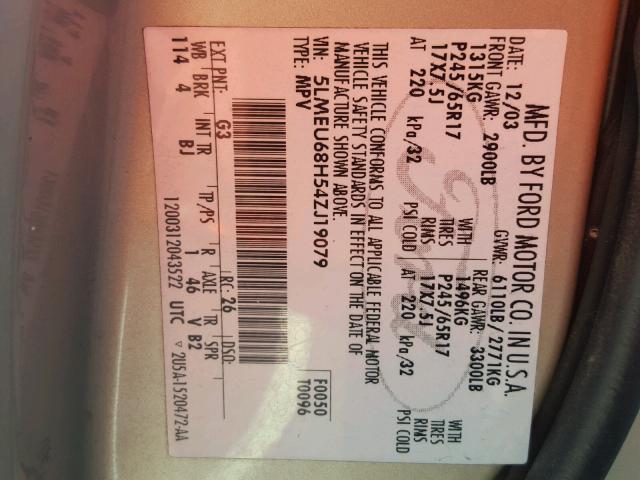 MFD. BY FORD MOTOR CO. IN U.S.A.
DATE: 12/03 GVWR: 6110LB / 2771KG
FRONT GAWR: 2900LB REAR GAWR: 3300LB
1315KG WITH 1496KG WITH
P245/65R17 TIRES P245/65R17 TIRES
17X7.5J RIMS 17X7.5J RIMS
AT 220 kPa/32 PSI COLD AT 220 kPa/32 PSI COLD
THIS VEHICLE CONFORMS TO ALL APPLICABLE FEDERAL MOTOR
VEHICLE SAFETY STANDARDS IN EFFECT ON THE DATE OF
MANUFACTURE SHOWN ABOVE.
VIN: 5LMEU68H54ZJ19079 F0050
TYPE: MPV T0096
EXT PNT: G3 RC: 26 DSO:
WB BRK INT TR TP/PS R AXLE TR SPR
114 4 BJ 1 46 V B2
1200312043522 UTC ▽ 2U5A-1520472-AA